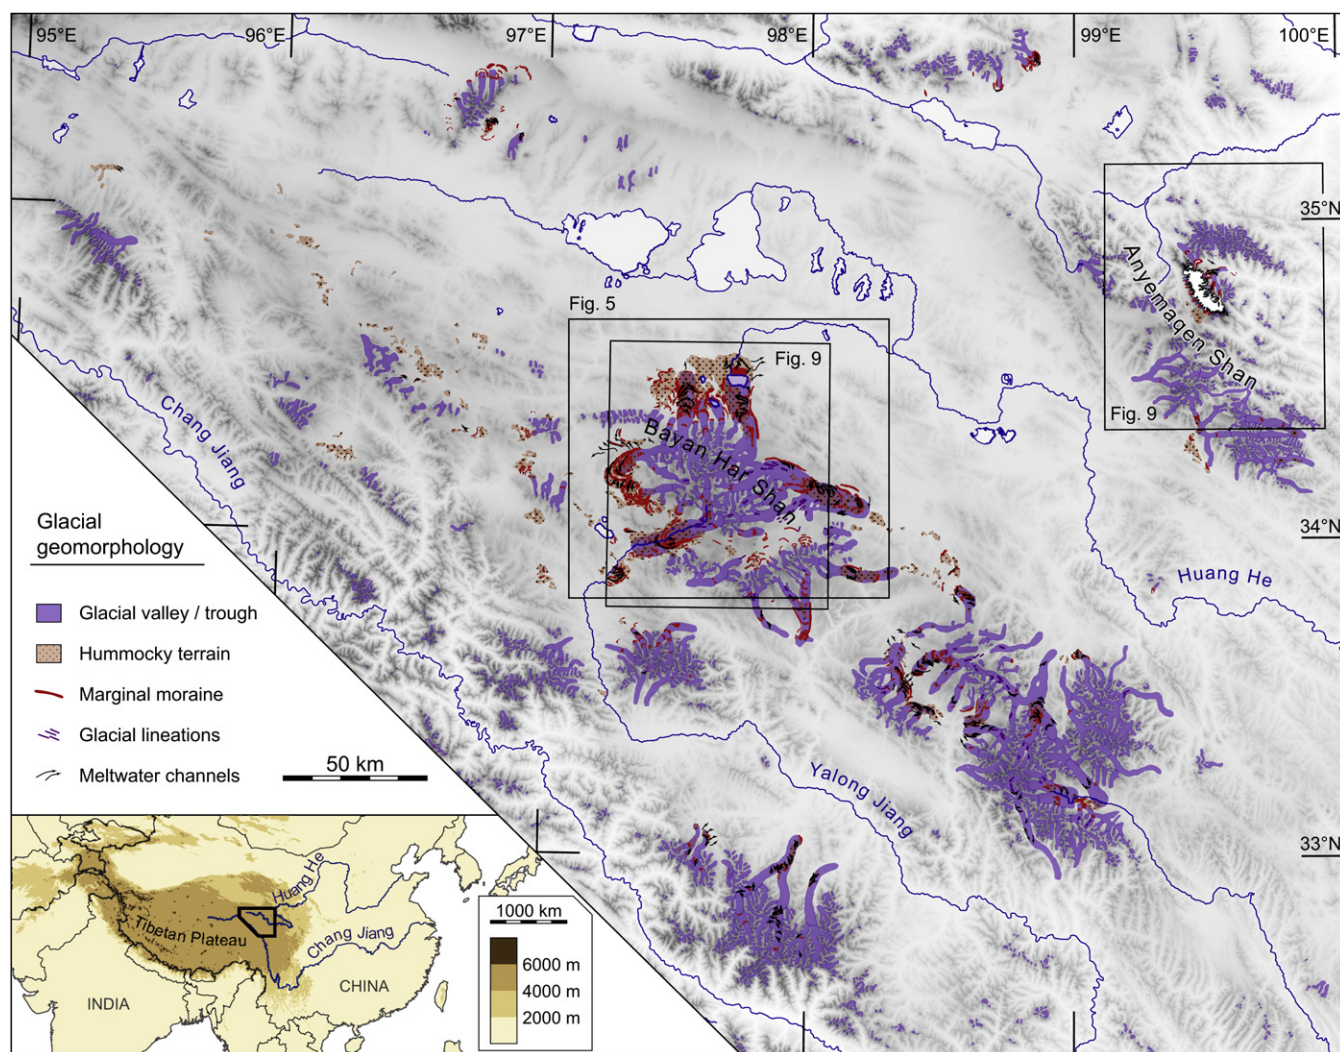 95°E
96°E
97°E
98°E
99°E
100°E
35°N
Anyemaqen Shan
Fig. 5
Fig. 9
Fig. 9
Bayan Har Shan
Chang Jiang
34°N
Huang He
Yalong Jiang
33°N
Glacial
geomorphology
Glacial valley / trough
Hummocky terrain
Marginal moraine
Glacial lineations
Meltwater channels
50 km
Huang He
Tibetan Plateau
Chang Jiang
INDIA
CHINA
1000 km
6000 m
4000 m
2000 m